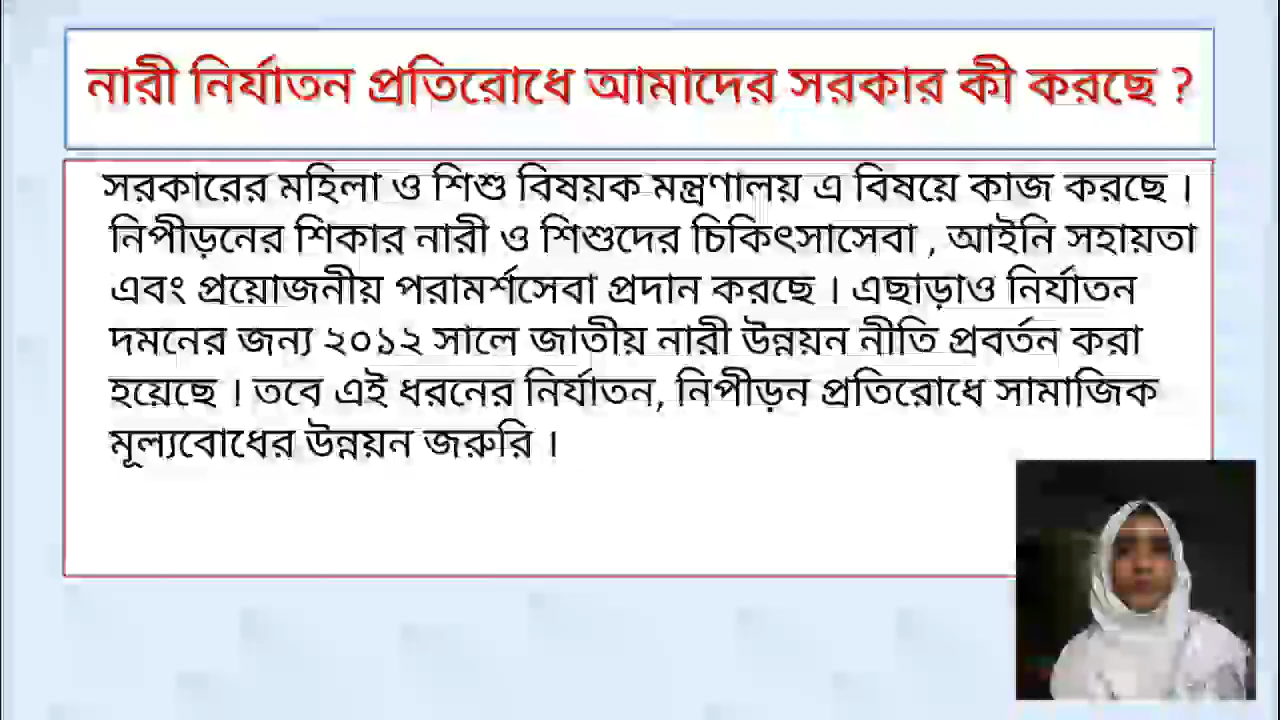 নারী নির্যাতন প্রতিরোধে আমাদের সরকার কী করছে ?
সরকারের মহিলা ও শিশু বিষয়ক মন্ত্রণালয় এ বিষয়ে কাজ করছে ।
নিপীড়নের শিকার নারী ও শিশুদের চিকিৎসাসেবা , আইনি সহায়তা
এবং প্রয়োজনীয় পরামর্শসেবা প্রদান করছে । এছাড়াও নির্যাতন
দমনের জন্য ২০১২ সালে জাতীয় নারী উন্নয়ন নীতি প্রবর্তন করা
হয়েছে । তবে এই ধরনের নির্যাতন, নিপীড়ন প্রতিরোধে সামাজিক
মূল্যবোধের উন্নয়ন জরুরি ।